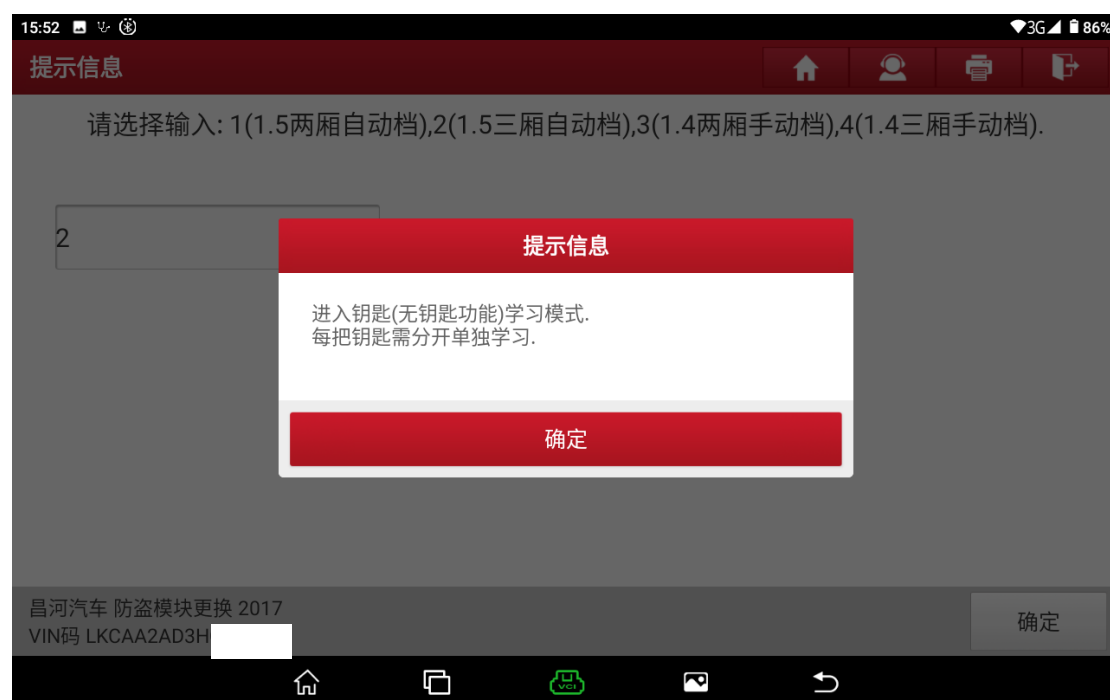 15:52
3G
86%
提示信息
请选择输入: 1(1.5两厢自动档),2(1.5三厢自动档),3(1.4两厢手动档),4(1.4三厢手动档).
2
提示信息
进入钥匙(无钥匙功能)学习模式.
每把钥匙需分开单独学习.
确定
昌河汽车 防盗模块更换 2017
VIN码 LKCAA2AD3H
确定
VCI